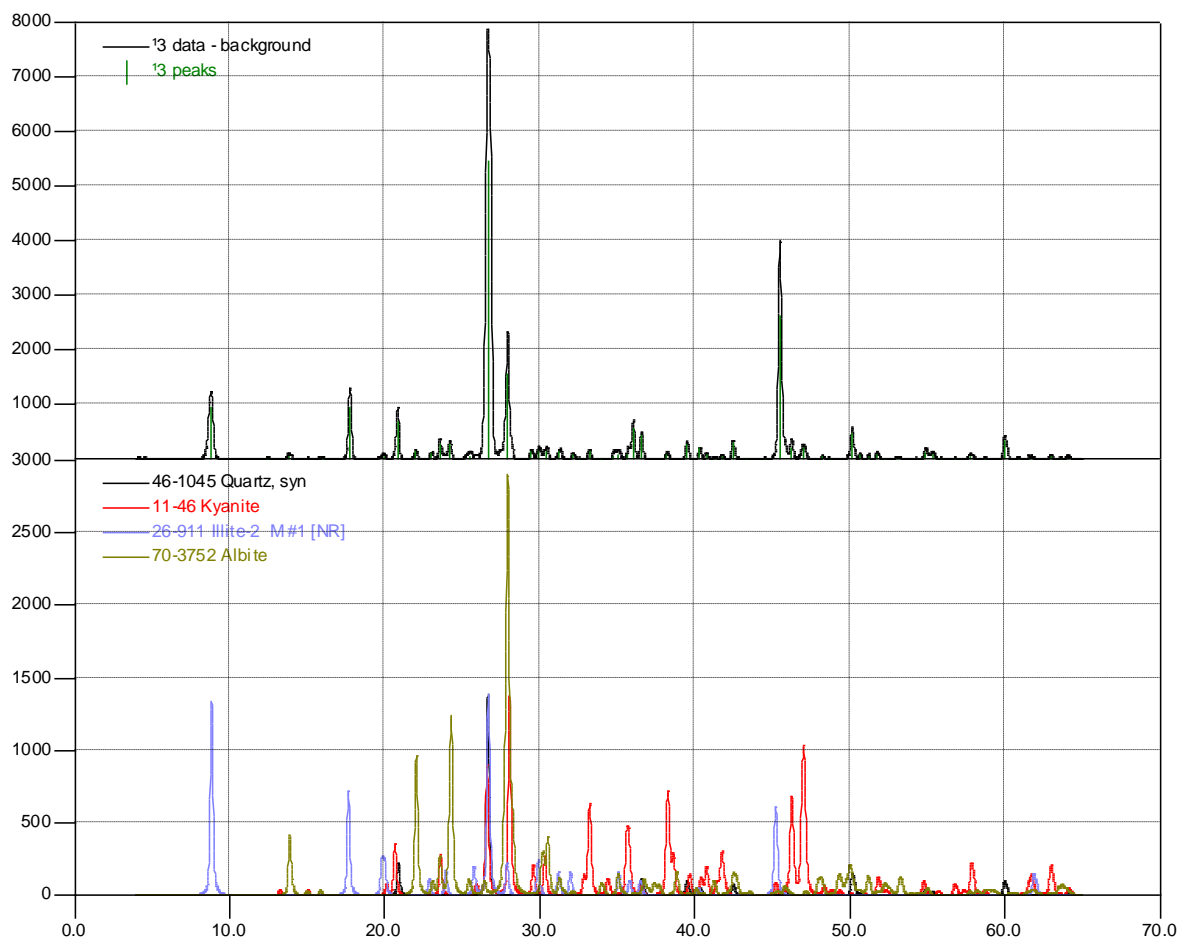 8000
¹3 data - background
¹3 peaks
7000
6000
5000
4000
3000
2000
1000
3000
46-1045 Quartz, syn
11-46 Kyanite
26-911 Illite-2 M#1 [NR]
70-3752 Albite
2500
2000
1500
1000
500
0
0.0 10.0 20.0 30.0 40.0 50.0 60.0 70.0